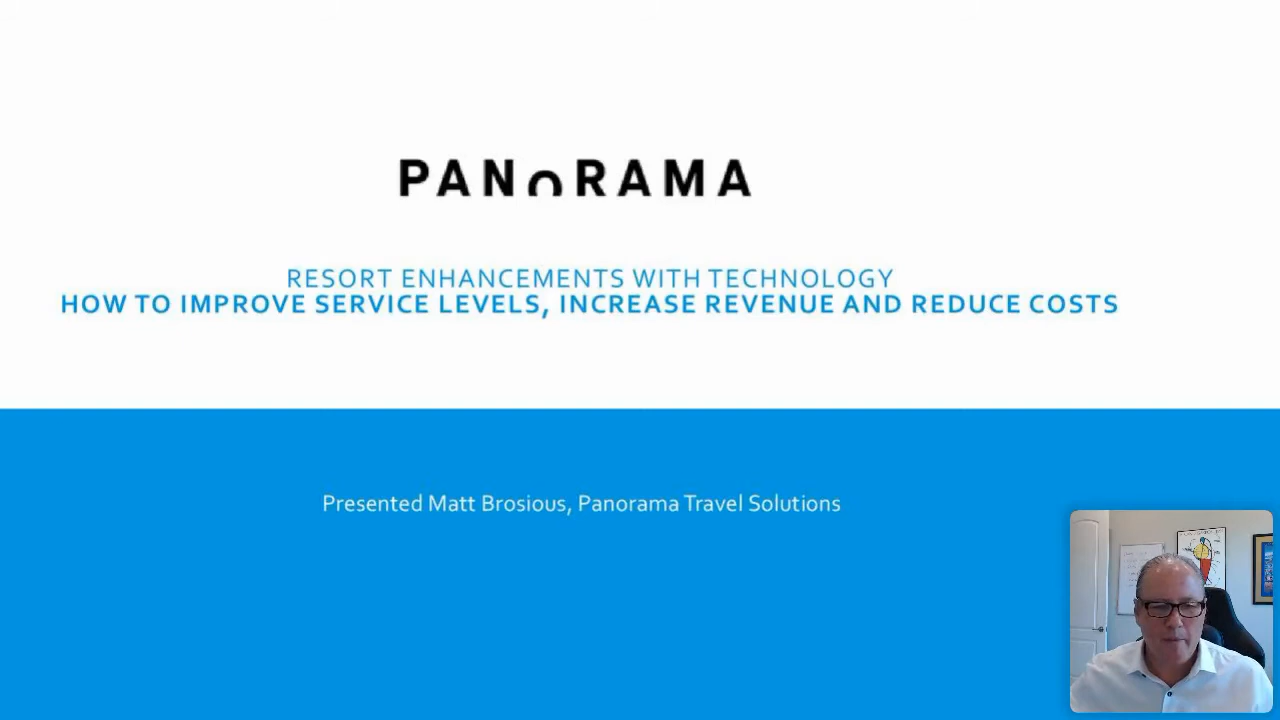 PANORAMA
RESORT ENHANCEMENTS WITH TECHNOLOGY
HOW TO IMPROVE SERVICE LEVELS, INCREASE REVENUE AND REDUCE COSTS
Presented Matt Brosious, Panorama Travel Solutions